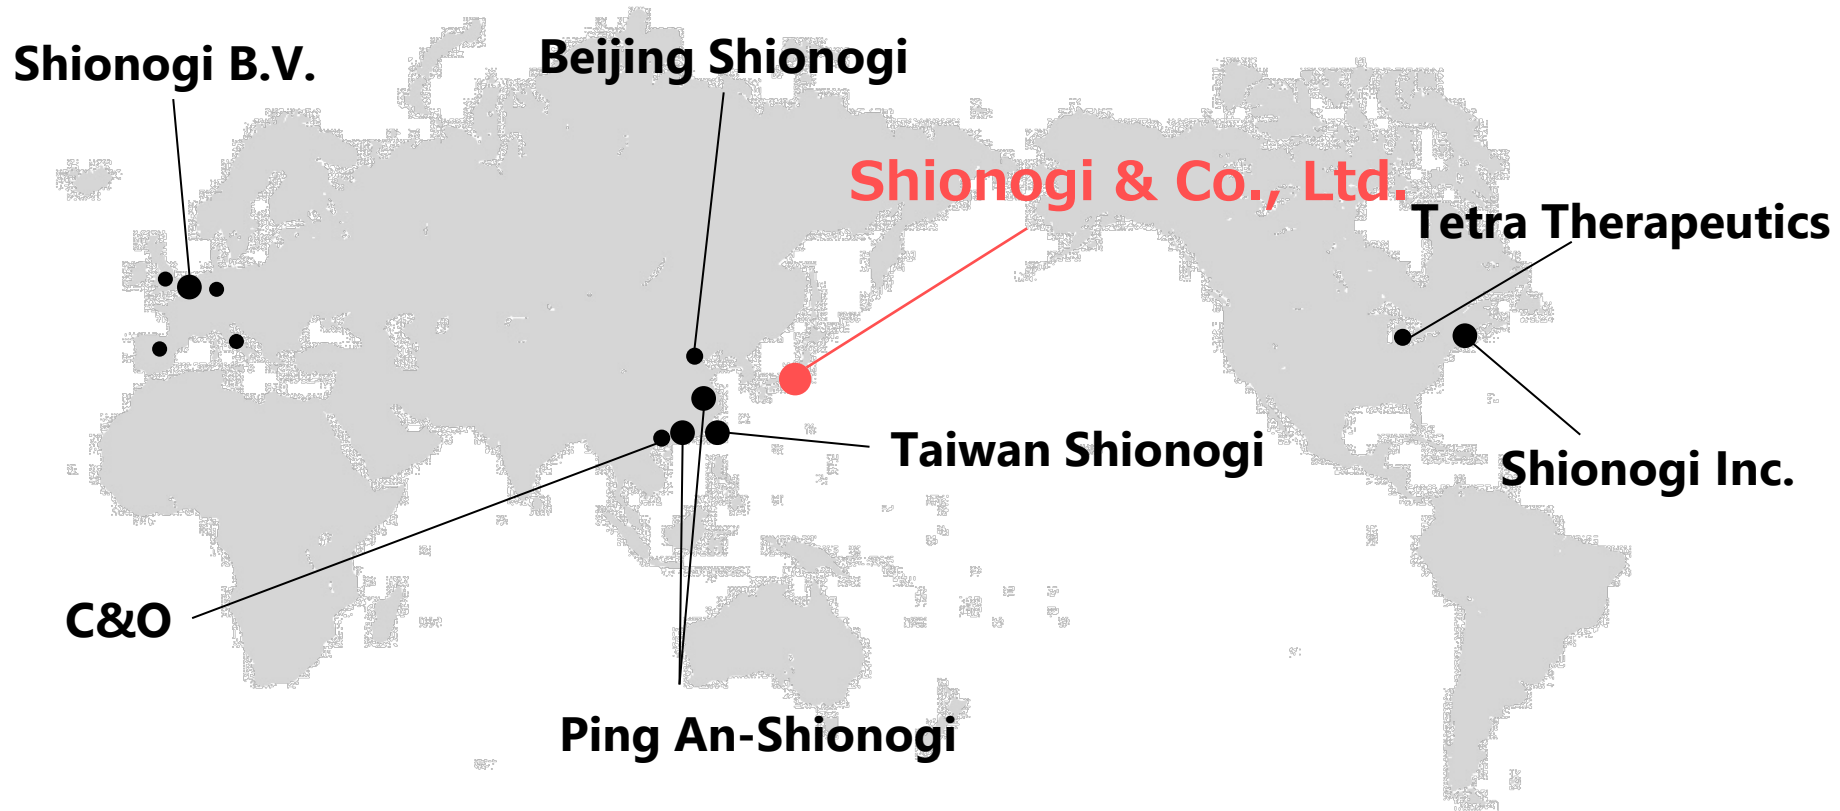 Shionogi B.V.
Beijing Shionogi
Shionogi & Co., Ltd.
Tetra Therapeutics
Taiwan Shionogi
Shionogi Inc.
C&O
Ping An-Shionogi